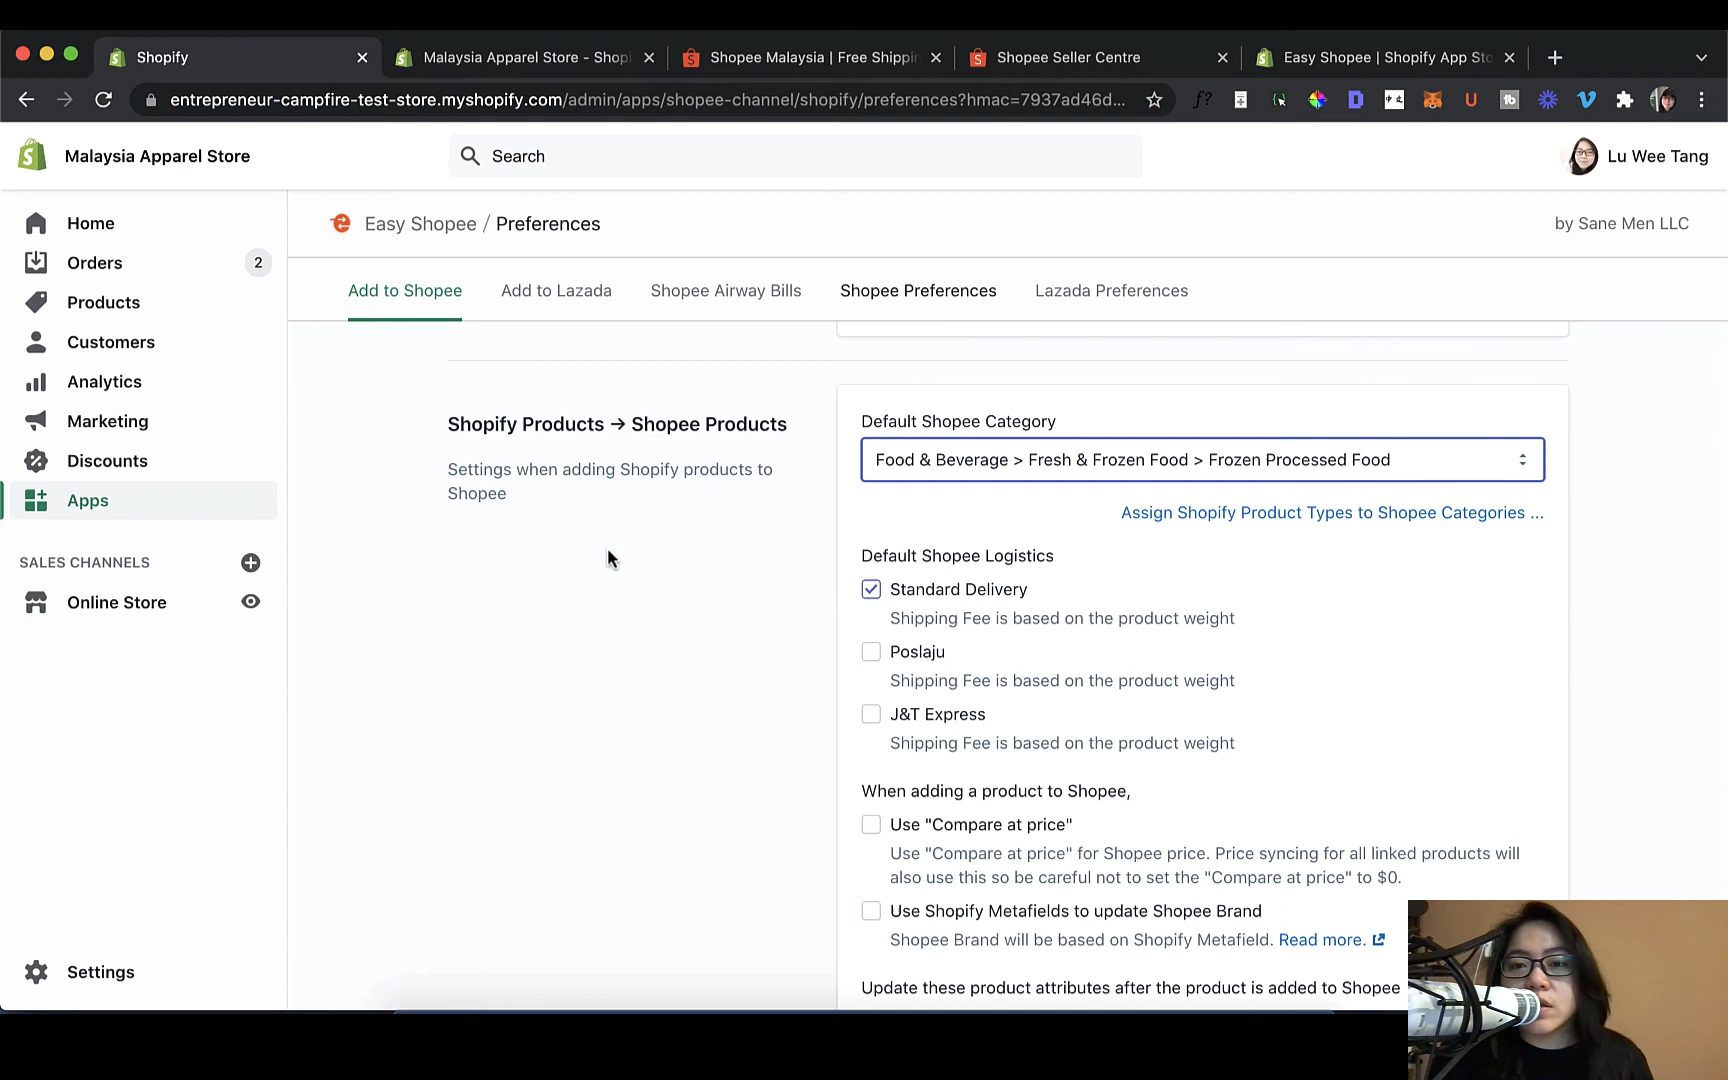 Shopify
Malaysia Apparel Store - Shopi
Shopee Malaysia | Free Shippin
Shopee Seller Centre
Easy Shopee | Shopify App Sto
entrepreneur-campfire-test-store.myshopify.com/admin/apps/shopee-channel/shopify/preferences?hmac=7937ad46d...
Malaysia Apparel Store
Search
Lu Wee Tang
Home
Orders
2
Products
Customers
Analytics
Marketing
Discounts
Apps
SALES CHANNELS
Online Store
Settings
Easy Shopee / Preferences
by Sane Men LLC
Add to Shopee
Add to Lazada
Shopee Airway Bills
Shopee Preferences
Lazada Preferences
Shopify Products → Shopee Products
Settings when adding Shopify products to
Shopee
Default Shopee Category
Food & Beverage > Fresh & Frozen Food > Frozen Processed Food
Assign Shopify Product Types to Shopee Categories ...
Default Shopee Logistics
Standard Delivery
Shipping Fee is based on the product weight
Poslaju
Shipping Fee is based on the product weight
J&T Express
Shipping Fee is based on the product weight
When adding a product to Shopee,
Use "Compare at price"
Use "Compare at price" for Shopee price. Price syncing for all linked products will
also use this so be careful not to set the "Compare at price" to $0.
Use Shopify Metafields to update Shopee Brand
Shopee Brand will be based on Shopify Metafield. Read more.
Update these product attributes after the product is added to Shopee